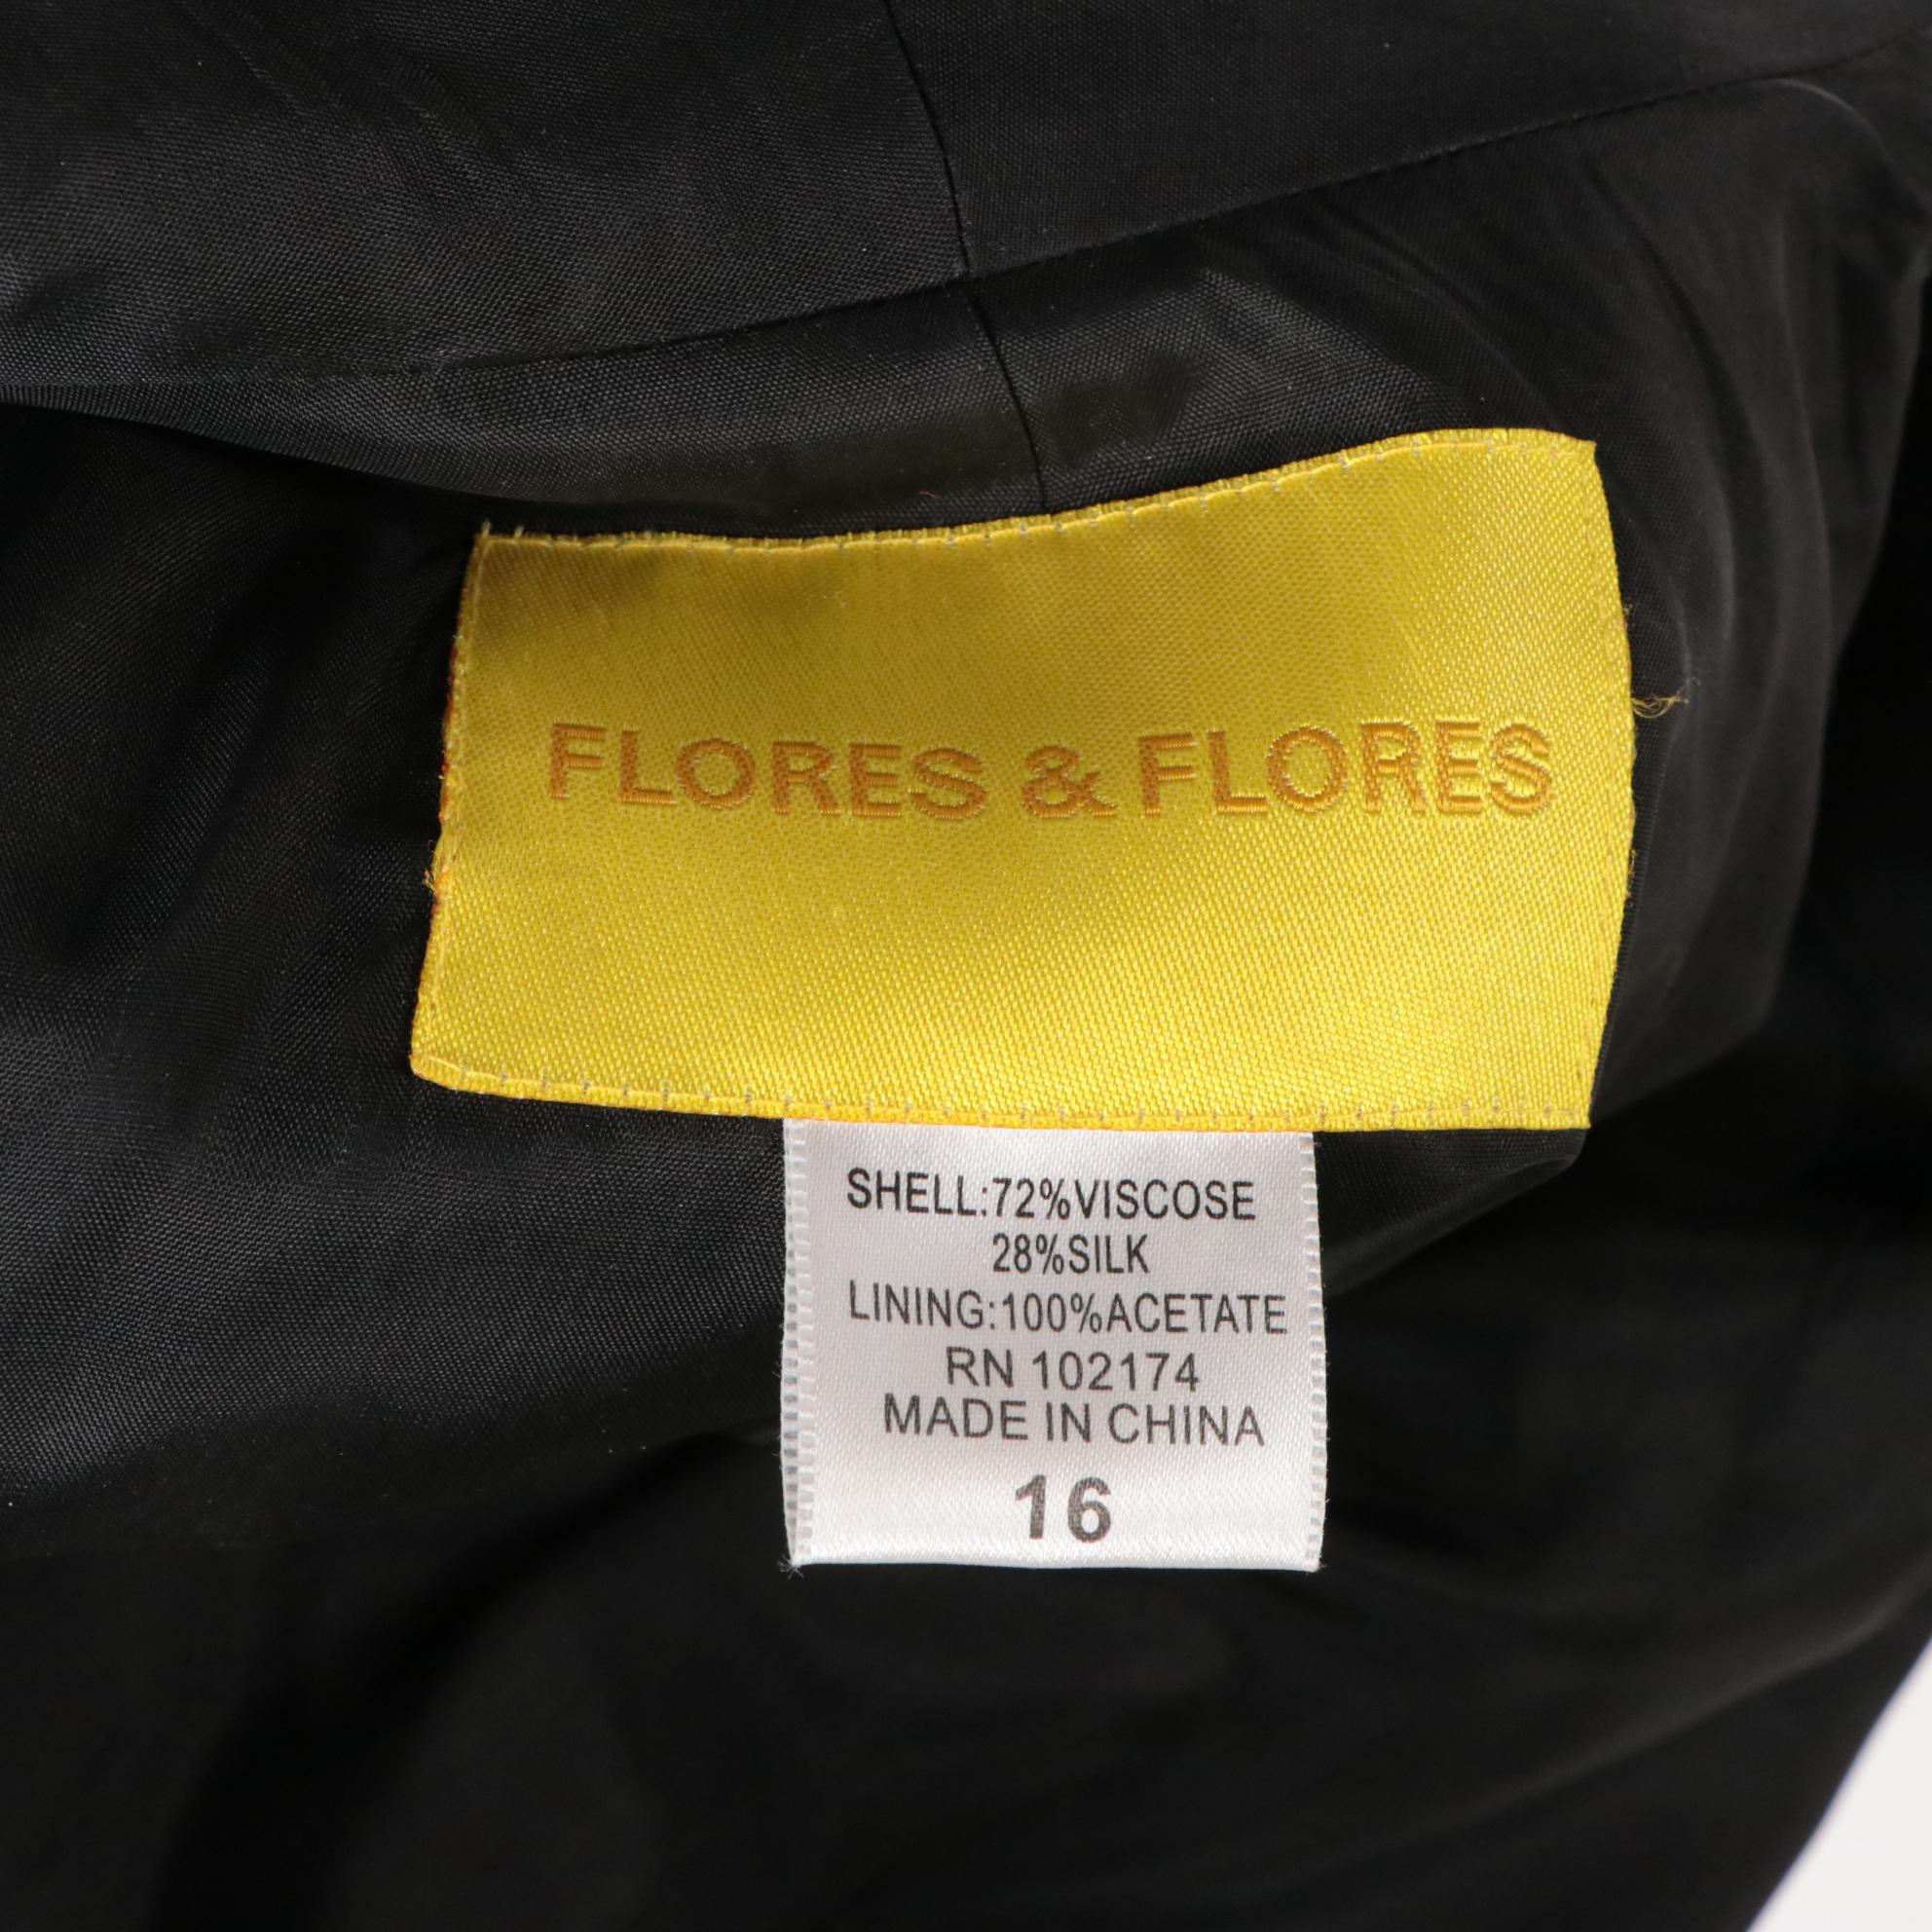 FLORES & FLORES
SHELL:72%VISCOSE
28%SILK
LINING:100%ACETATE
RN 102174
MADE IN CHINA
16